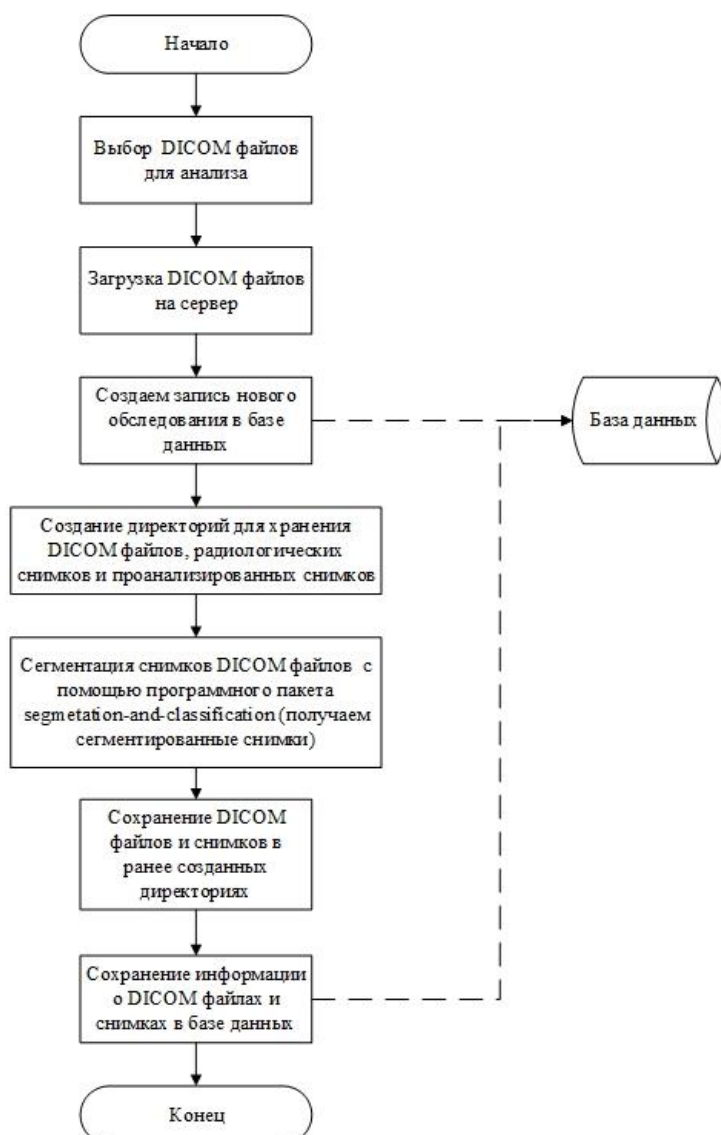 Начало
Выбор DICOM файлов
для анализа
Загрузка DICOM файлов
на сервер
Создаем запись нового
обследования в базе
данных
База данных
Создание директорий для хранения
DICOM файлов, радиологических
снимков и проанализированных снимков
Сегментация снимков DICOM файлов с
помощью программного пакета
segmetation-and-classification (получаем
сегментированные снимки)
Сохранение DICOM
файлов и снимков в
ранее созданных
директориях
Сохранение информации
о DICOM файлах и
снимках в базе данных
Конец